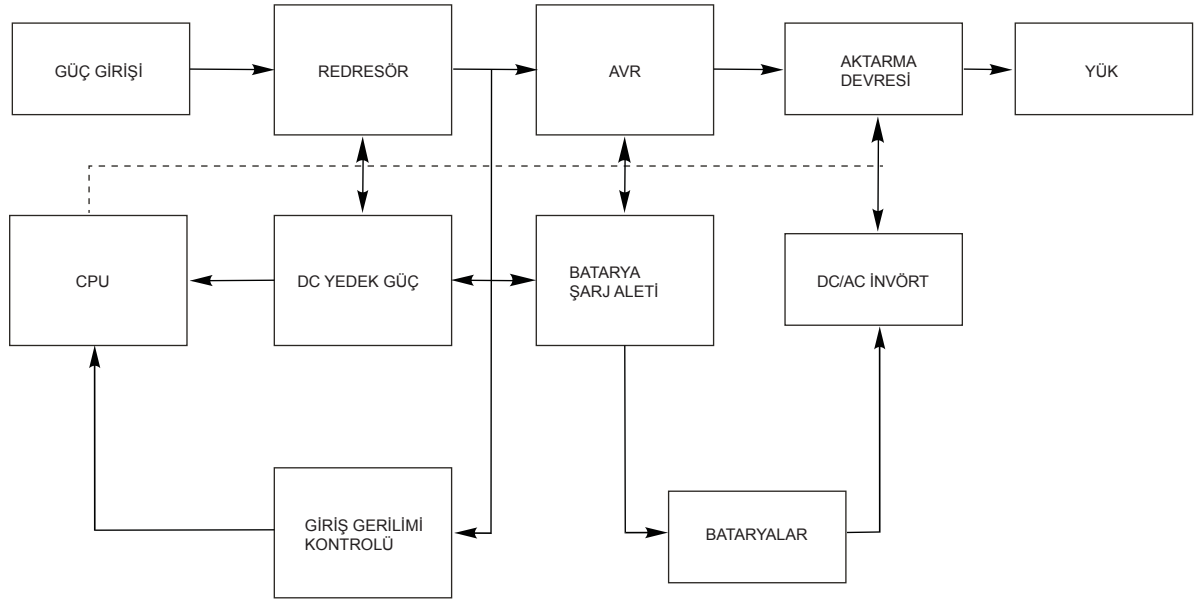 GÜÇ GİRİŞİ
REDRESÖR
AVR
AKTARMA
DEVRESİ
YÜK
CPU
DC YEDEK GÜÇ
BATARYA
ŞARJ ALETİ
DC/AC İNVÖRT
GİRİŞ GERİLİMİ
KONTROLÜ
BATARYALAR